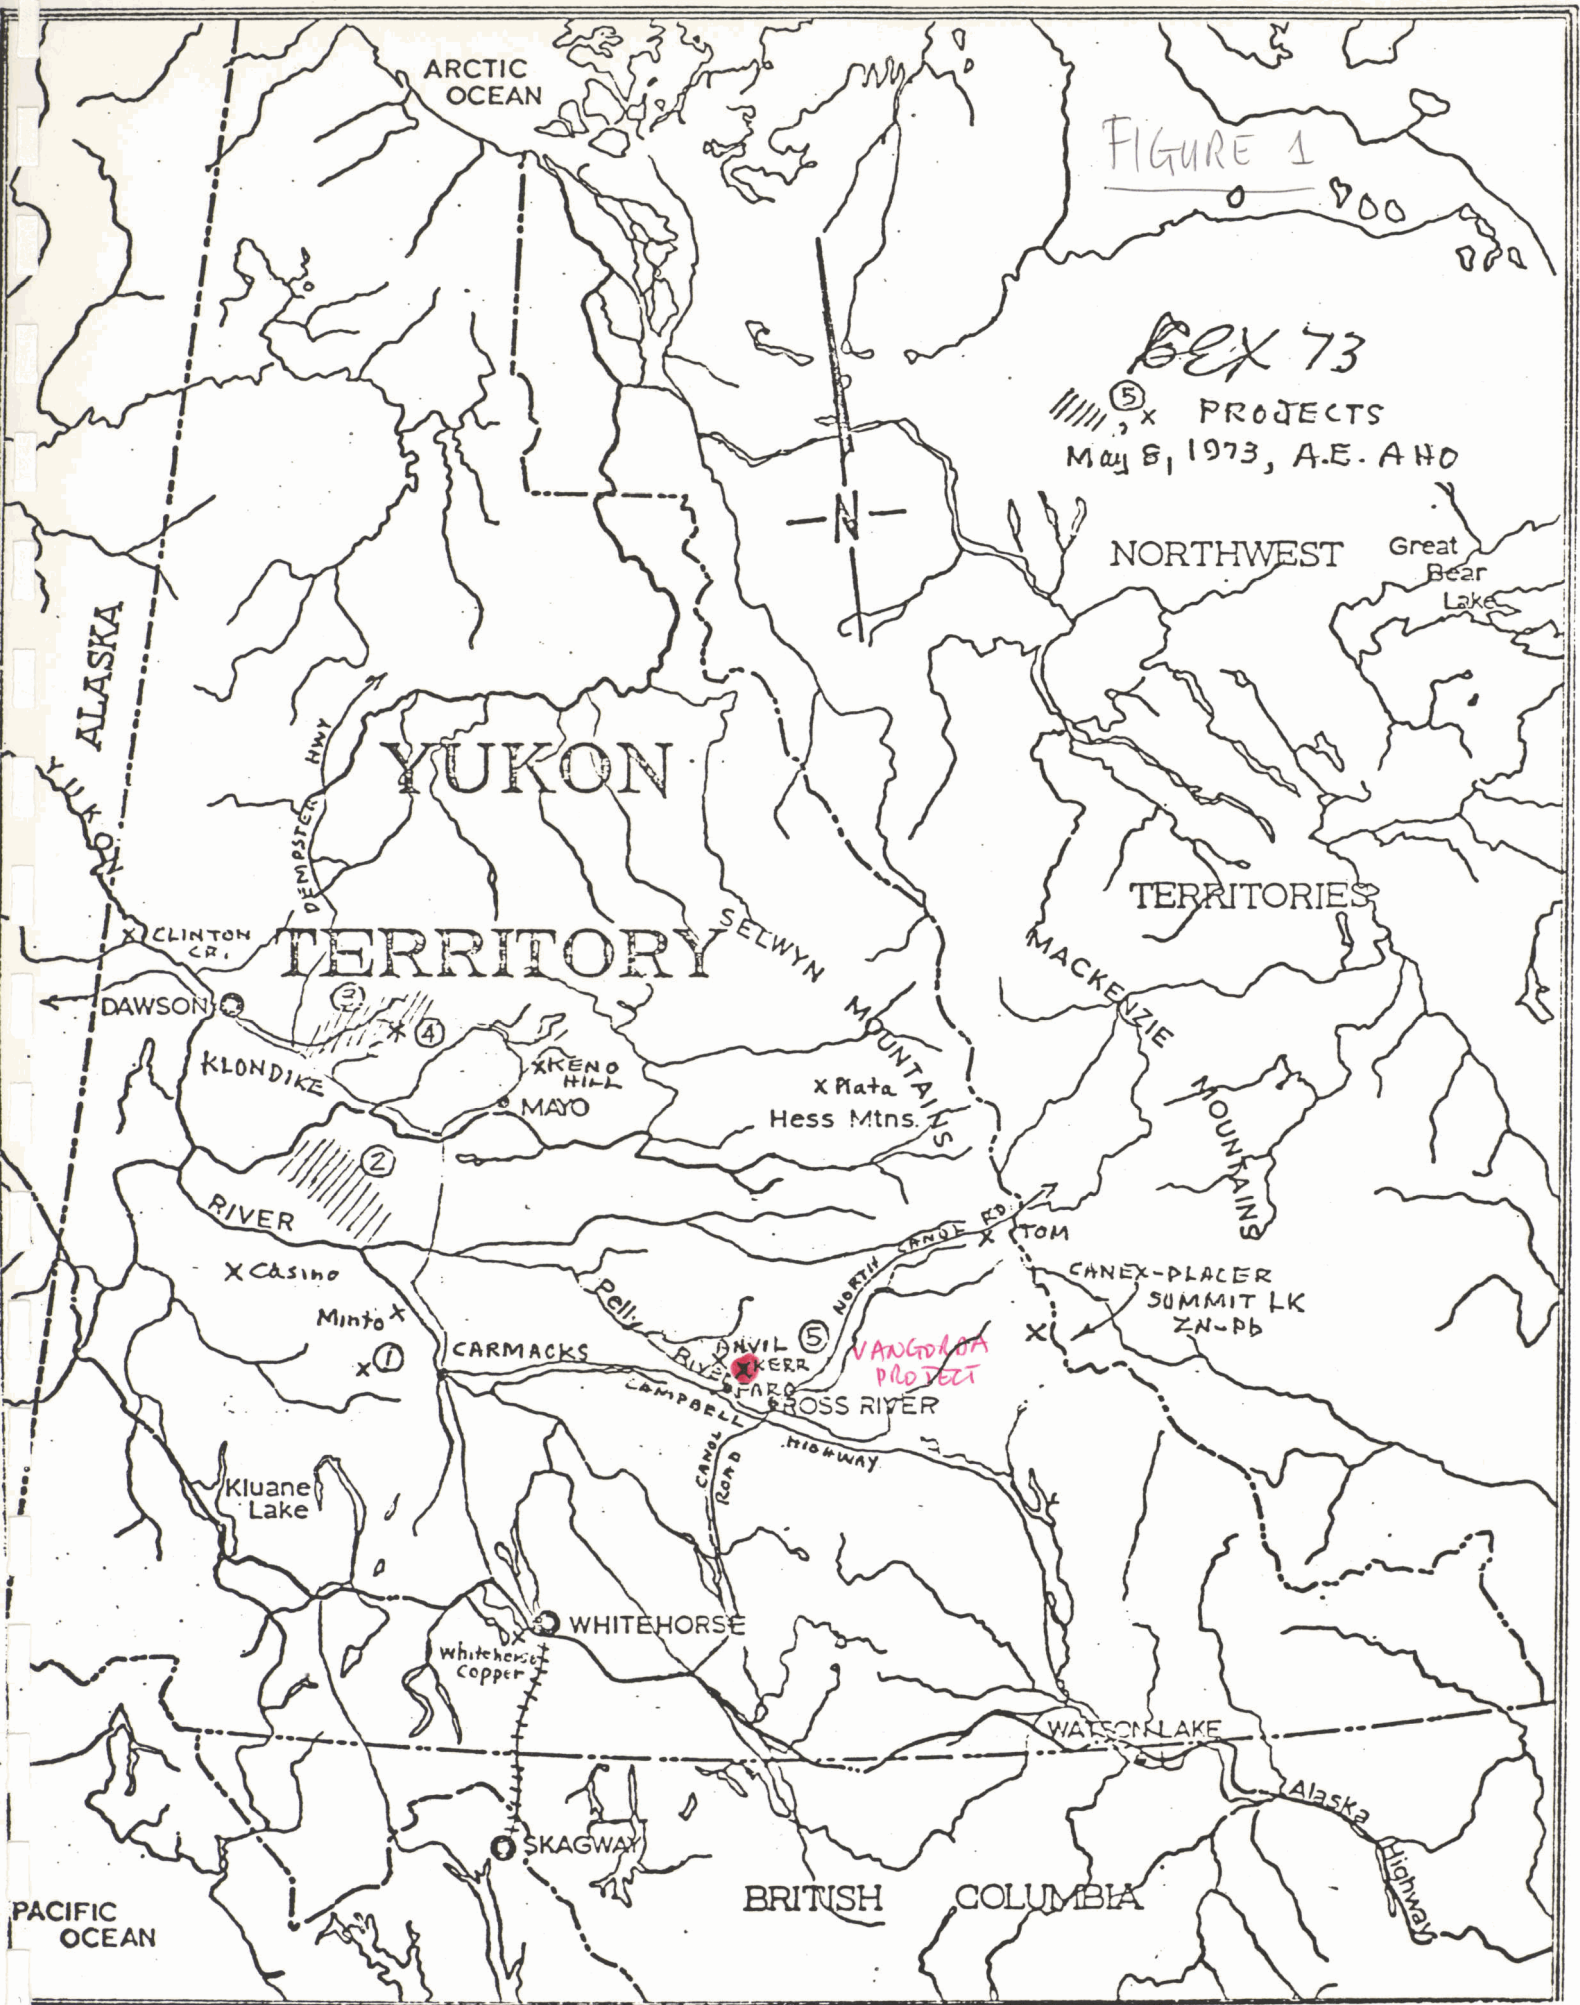 ARCTIC
OCEAN
FIGURE 1
GEX 73
⑤
, x PROJECTS
May 8, 1973, A.E. AHO
N
NORTHWEST
Great
Bear
Lake
ALASKA
YUKON
DEMPSTER HWY
YUKON
TERRITORY
TERRITORIES
SELWYN MOUNTAINS
MACKENZIE MOUNTAINS
X CLINTON
CR.
DAWSON
③
X ④
KLONDIKE
X KENO
HILL
MAYO
X Plata
Hess Mtns.
②
RIVER
NORTH CANOL RD.
X TOM
X Casino
CANEX-PLACER
SUMMIT LK
ZN-Pb
X
Pelly RIVER
Minto X
X ①
CARMACKS
ANVIL ⑤
X
X KERR
FARO
VANGORDA
PROJECT
ROSS RIVER
CAMPBELL HIGHWAY
CANOL
ROAD
Kluane
Lake
WHITEHORSE
X
Whitehorse
Copper
WATSON LAKE
Alaska Highway
SKAGWAY
BRITISH COLUMBIA
PACIFIC
OCEAN